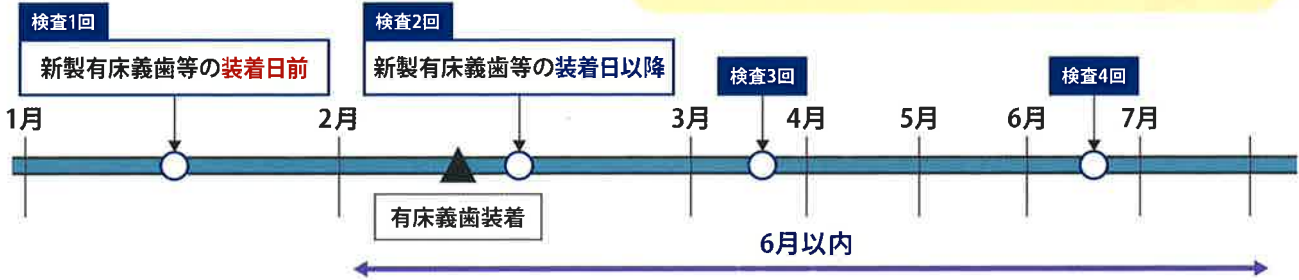 検査1回
新製有床義歯等の装着日前
検査2回
新製有床義歯等の装着日以降
検査3回
検査4回
1月
2月
3月
4月
5月
6月
7月
有床義歯装着
6月以内